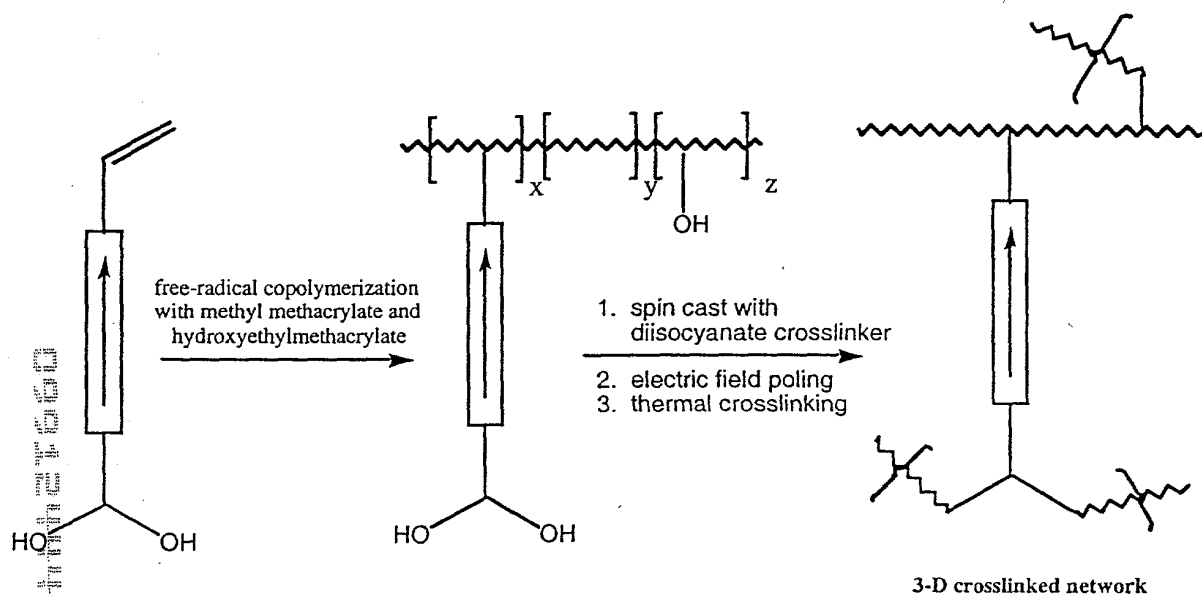 free-radical copolymerization
with methyl methacrylate and
hydroxyethylmethacrylate
HO
OH
x
y
z
OH
HO
OH
1. spin cast with
diisocyanate crosslinker
2. electric field poling
3. thermal crosslinking
3-D crosslinked network